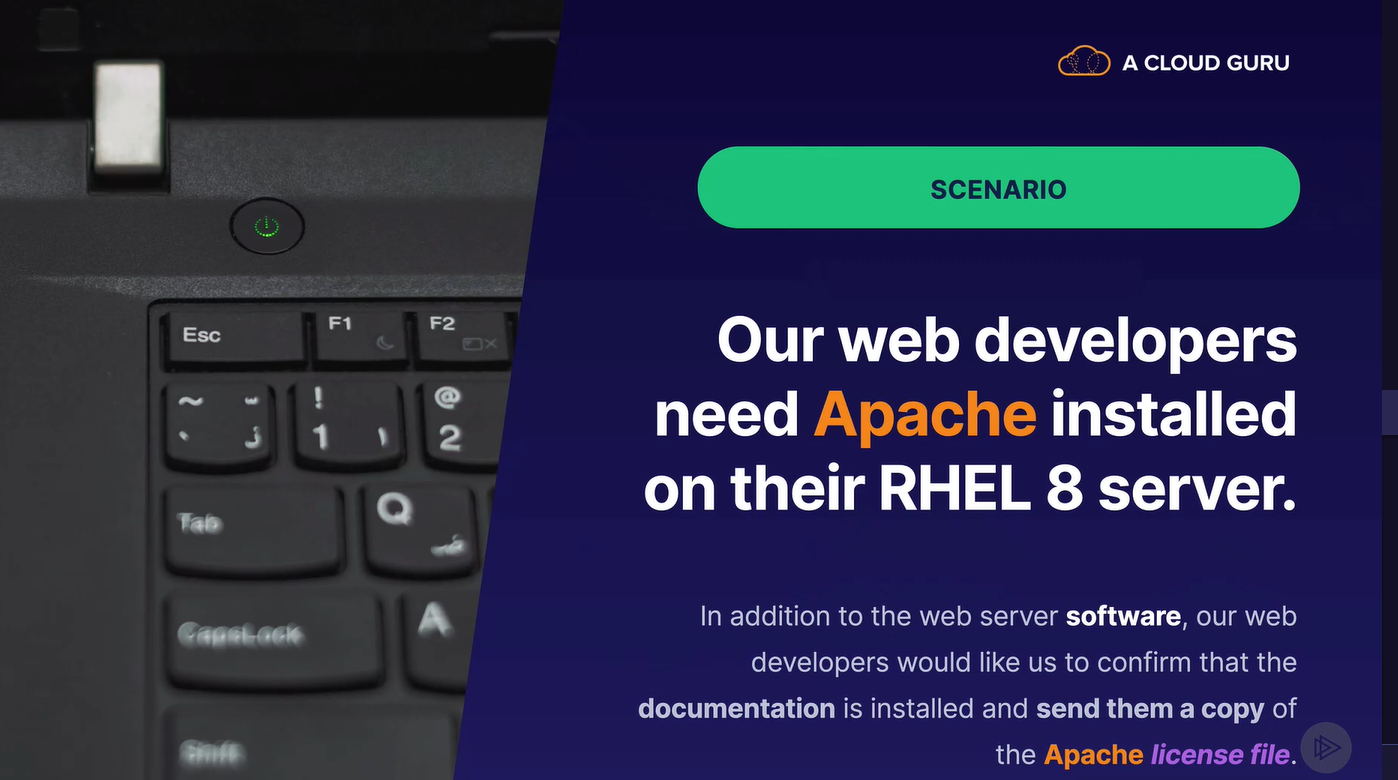 A CLOUD GURU
SCENARIO
Our web developers
need Apache installed
on their RHEL 8 server.
In addition to the web server software, our web
developers would like us to confirm that the
documentation is installed and send them a copy of
the Apache license file.
Esc F1 F2
~ !
1 @
2
Tab Q
CapsLock A
Shift